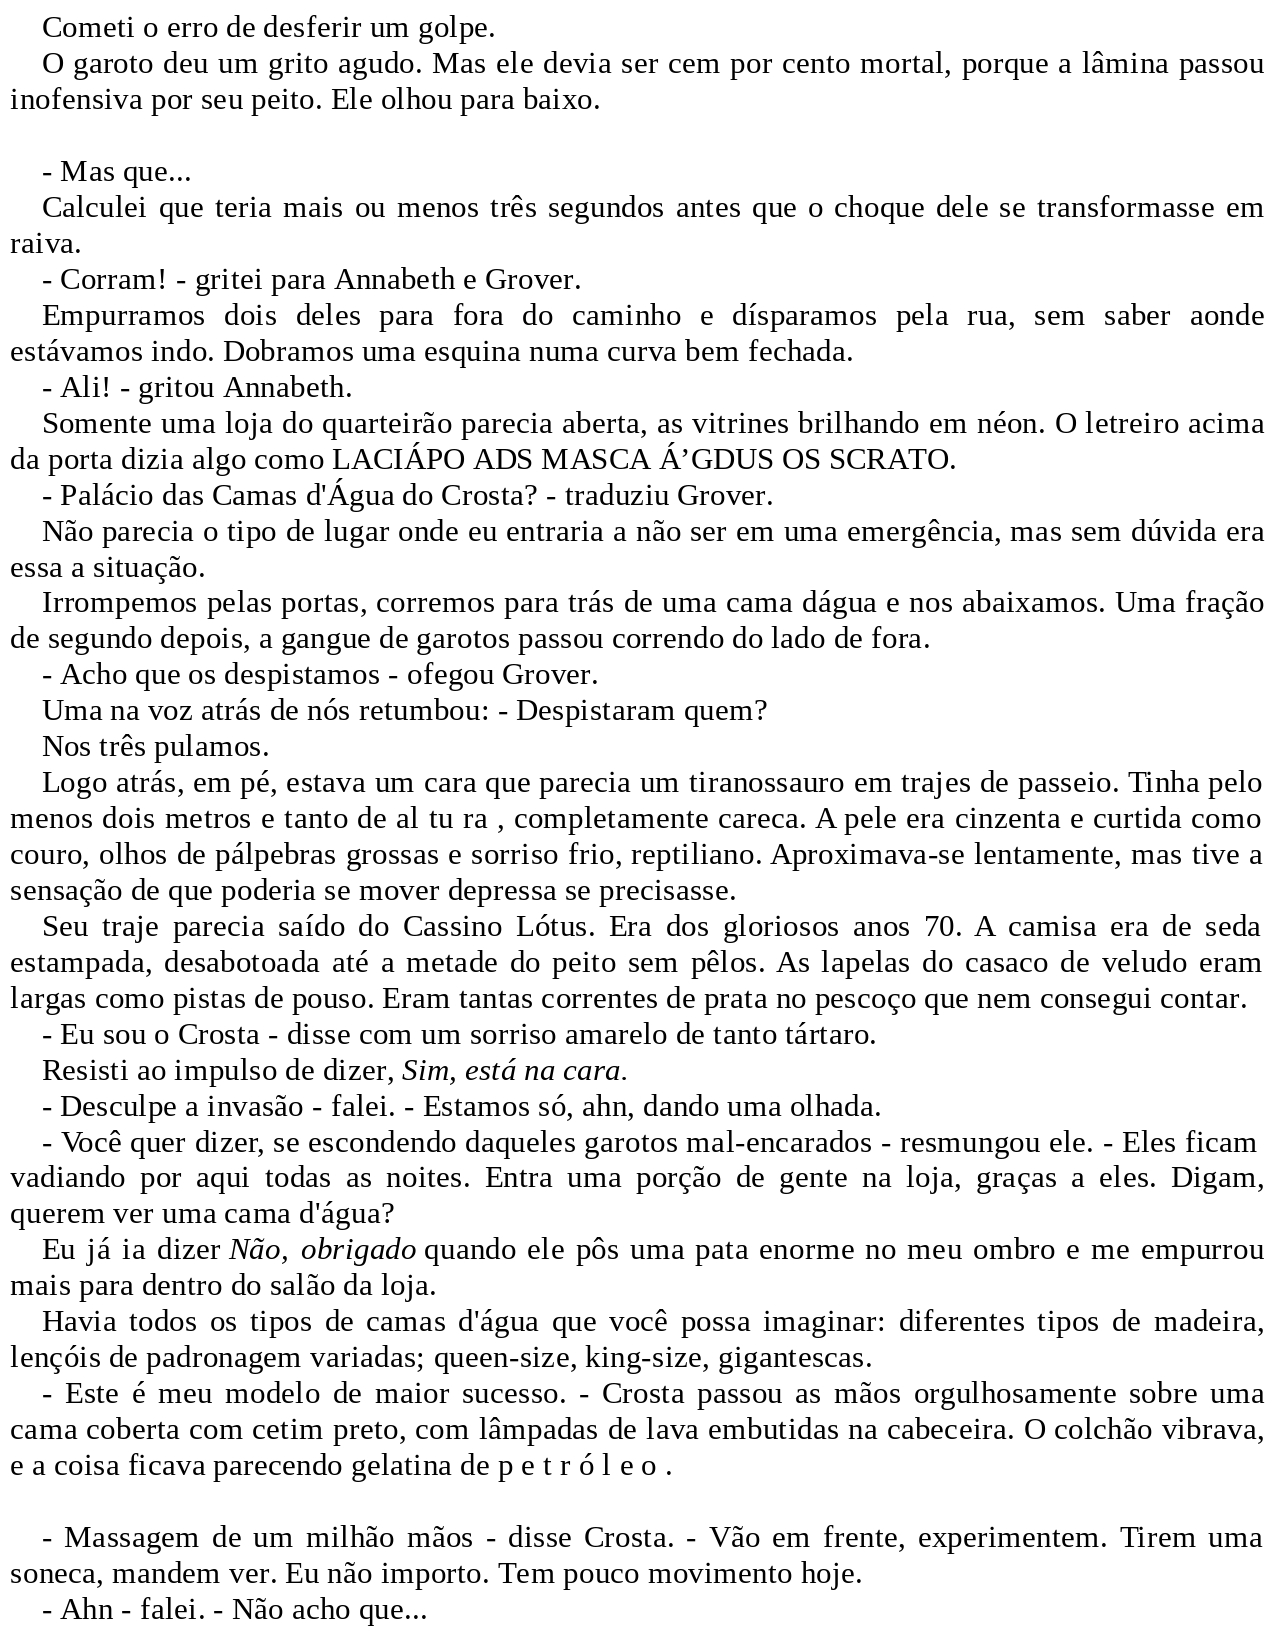 Cometi o erro de desferir um golpe.
O garoto deu um grito agudo. Mas ele devia ser cem por cento mortal, porque a lâmina passou
inofensiva por seu peito. Ele olhou para baixo.
- Mas que...
Calculei que teria mais ou menos três segundos antes que o choque dele se transformasse em
raiva.
- Corram! - gritei para Annabeth e Grover.
Empurramos dois deles para fora do caminho e dísparamos pela rua, sem saber aonde
estávamos indo. Dobramos uma esquina numa curva bem fechada.
- Ali! - gritou Annabeth.
Somente uma loja do quarteirão parecia aberta, as vitrines brilhando em néon. O letreiro acima
da porta dizia algo como LACIÁPO ADS MASCA Á’GDUS OS SCRATO.
- Palácio das Camas d'Água do Crosta? - traduziu Grover.
Não parecia o tipo de lugar onde eu entraria a não ser em uma emergência, mas sem dúvida era
essa a situação.
Irrompemos pelas portas, corremos para trás de uma cama dágua e nos abaixamos. Uma fração
de segundo depois, a gangue de garotos passou correndo do lado de fora.
- Acho que os despistamos - ofegou Grover.
Uma na voz atrás de nós retumbou: - Despistaram quem?
Nos três pulamos.
Logo atrás, em pé, estava um cara que parecia um tiranossauro em trajes de passeio. Tinha pelo
menos dois metros e tanto de al tu ra , completamente careca. A pele era cinzenta e curtida como
couro, olhos de pálpebras grossas e sorriso frio, reptiliano. Aproximava-se lentamente, mas tive a
sensação de que poderia se mover depressa se precisasse.
Seu traje parecia saído do Cassino Lótus. Era dos gloriosos anos 70. A camisa era de seda
estampada, desabotoada até a metade do peito sem pêlos. As lapelas do casaco de veludo eram
largas como pistas de pouso. Eram tantas correntes de prata no pescoço que nem consegui contar.
- Eu sou o Crosta - disse com um sorriso amarelo de tanto tártaro.
Resisti ao impulso de dizer, Sim, está na cara.
- Desculpe a invasão - falei. - Estamos só, ahn, dando uma olhada.
- Você quer dizer, se escondendo daqueles garotos mal-encarados - resmungou ele. - Eles ficam
vadiando por aqui todas as noites. Entra uma porção de gente na loja, graças a eles. Digam,
querem ver uma cama d'água?
Eu já ia dizer Não, obrigado quando ele pôs uma pata enorme no meu ombro e me empurrou
mais para dentro do salão da loja.
Havia todos os tipos de camas d'água que você possa imaginar: diferentes tipos de madeira,
lençóis de padronagem variadas; queen-size, king-size, gigantescas.
- Este é meu modelo de maior sucesso. - Crosta passou as mãos orgulhosamente sobre uma
cama coberta com cetim preto, com lâmpadas de lava embutidas na cabeceira. O colchão vibrava,
e a coisa ficava parecendo gelatina de p e t r ó l e o .
- Massagem de um milhão mãos - disse Crosta. - Vão em frente, experimentem. Tirem uma
soneca, mandem ver. Eu não importo. Tem pouco movimento hoje.
- Ahn - falei. - Não acho que...